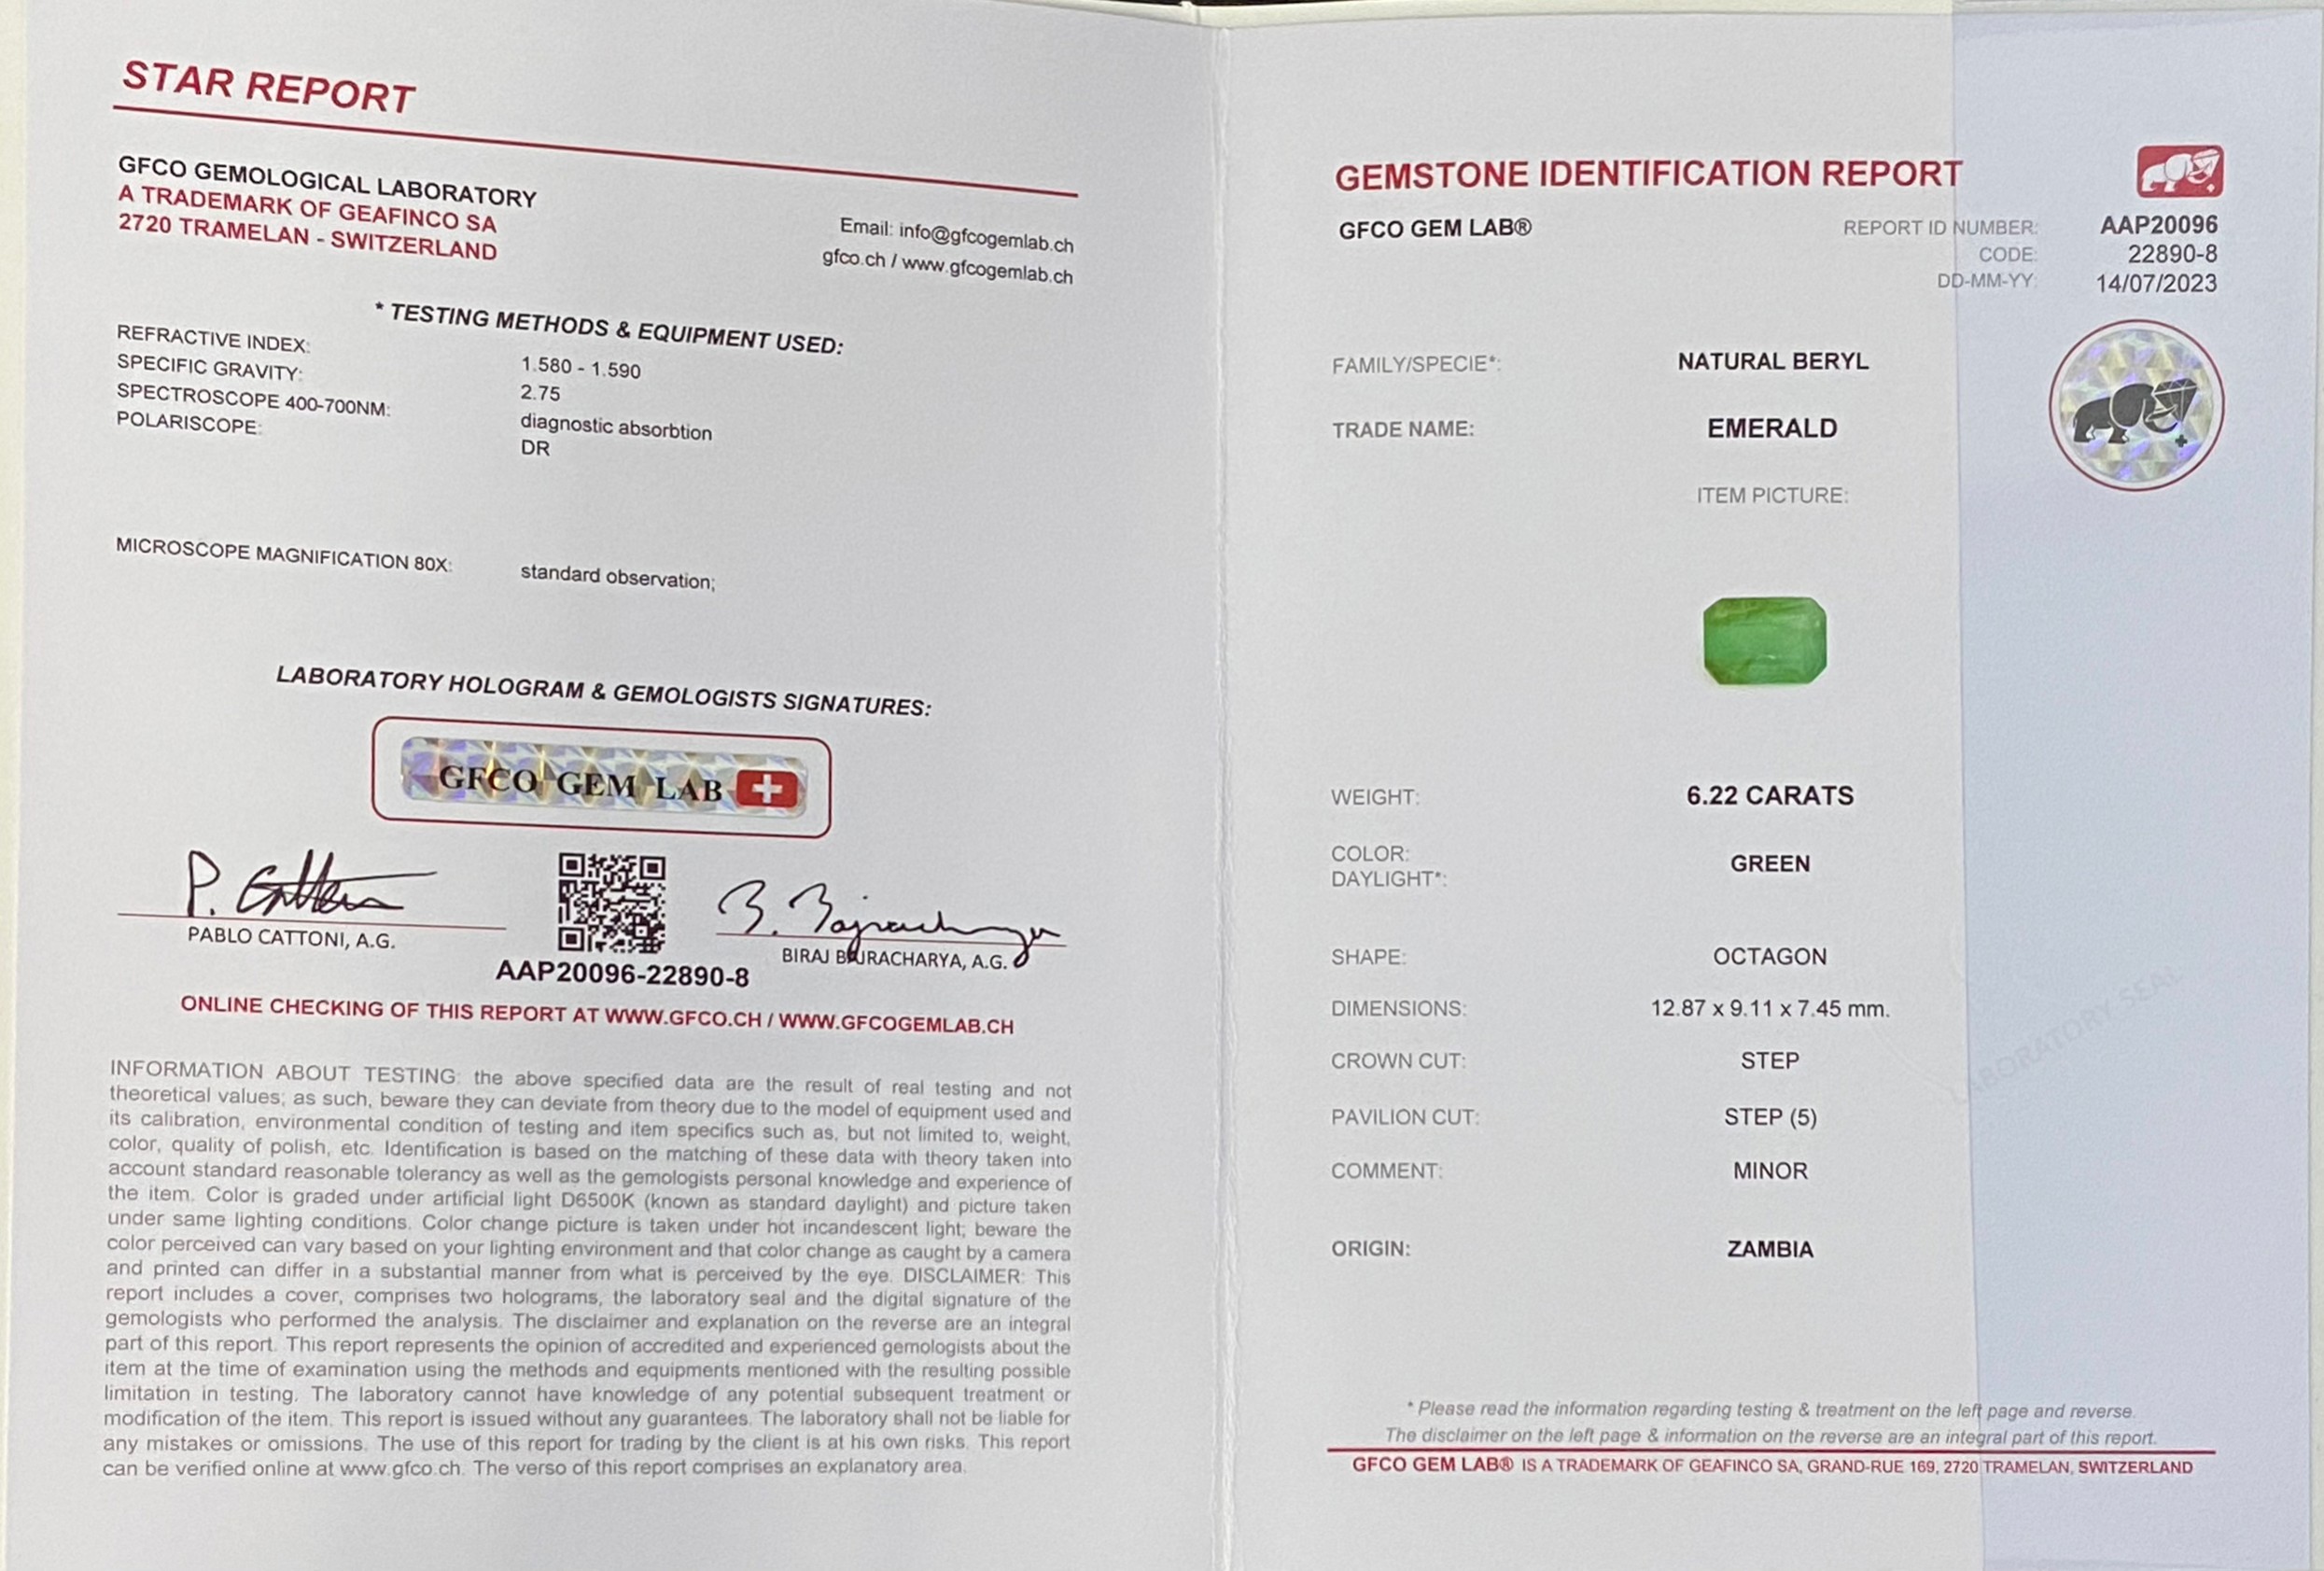 STAR REPORT
GFCO GEMOLOGICAL LABORATORY
A TRADEMARK OF GEAFINCO SA
2720 TRAMELAN - SWITZERLAND
Email: info@gfcogemlab.ch
gfco.ch / www.gfcogemlab.ch
* TESTING METHODS & EQUIPMENT USED:
REFRACTIVE INDEX: 1.580 - 1.590
SPECIFIC GRAVITY: 2.75
SPECTROSCOPE 400-700NM: diagnostic absorbtion
POLARISCOPE: DR
MICROSCOPE MAGNIFICATION 80X: standard observation;
LABORATORY HOLOGRAM & GEMOLOGISTS SIGNATURES:
GFCO GEM LAB
P. Cattoni
B. Bajracharya
PABLO CATTONI, A.G.
BIRAJ BAJRACHARYA, A.G.
AAP20096-22890-8
ONLINE CHECKING OF THIS REPORT AT WWW.GFCO.CH / WWW.GFCOGEMLAB.CH
INFORMATION ABOUT TESTING: the above specified data are the result of real testing and not
theoretical values; as such, beware they can deviate from theory due to the model of equipment used and
its calibration, environmental condition of testing and item specifics such as, but not limited to, weight,
color, quality of polish, etc. Identification is based on the matching of these data with theory taken into
account standard reasonable tolerancy as well as the gemologists personal knowledge and experience of
the item. Color is graded under artificial light D6500K (known as standard daylight) and picture taken
under same lighting conditions. Color change picture is taken under hot incandescent light; beware the
color perceived can vary based on your lighting environment and that color change as caught by a camera
and printed can differ in a substantial manner from what is perceived by the eye. DISCLAIMER: This
report includes a cover, comprises two holograms, the laboratory seal and the digital signature of the
gemologists who performed the analysis. The disclaimer and explanation on the reverse are an integral
part of this report. This report represents the opinion of accredited and experienced gemologists about the
item at the time of examination using the methods and equipments mentioned with the resulting possible
limitation in testing. The laboratory cannot have knowledge of any potential subsequent treatment or
modification of the item. This report is issued without any guarantees. The laboratory shall not be liable for
any mistakes or omissions. The use of this report for trading by the client is at his own risks. This report
can be verified online at www.gfco.ch. The verso of this report comprises an explanatory area.
GEMSTONE IDENTIFICATION REPORT
GFCO GEM LAB®
REPORT ID NUMBER: AAP20096
CODE: 22890-8
DD-MM-YY: 14/07/2023
FAMILY/SPECIE*: NATURAL BERYL
TRADE NAME: EMERALD
ITEM PICTURE:
WEIGHT: 6.22 CARATS
COLOR:
DAYLIGHT*: GREEN
SHAPE: OCTAGON
DIMENSIONS: 12.87 x 9.11 x 7.45 mm.
CROWN CUT: STEP
PAVILION CUT: STEP (5)
COMMENT: MINOR
ORIGIN: ZAMBIA
LABORATORY SEAL
* Please read the information regarding testing & treatment on the left page and reverse.
The disclaimer on the left page & information on the reverse are an integral part of this report.
GFCO GEM LAB® IS A TRADEMARK OF GEAFINCO SA, GRAND-RUE 169, 2720 TRAMELAN, SWITZERLAND